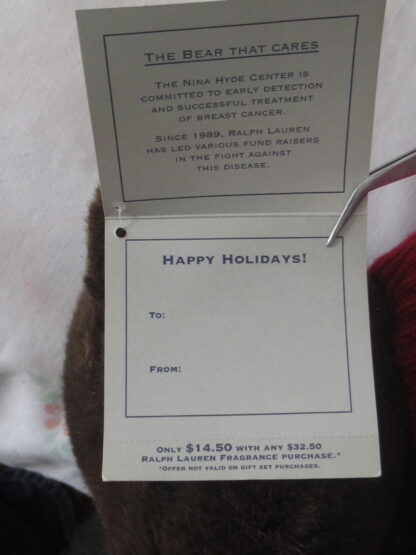 THE BEAR THAT CARES
THE NINA HYDE CENTER IS
COMMITTED TO EARLY DETECTION
AND SUCCESSFUL TREATMENT
OF BREAST CANCER.
SINCE 1989, RALPH LAUREN
HAS LED VARIOUS FUND RAISERS
IN THE FIGHT AGAINST
THIS DISEASE.
HAPPY HOLIDAYS!
TO:
FROM:
ONLY $14.50 WITH ANY $32.50
RALPH LAUREN FRAGRANCE PURCHASE.*
*OFFER NOT VALID ON GIFT SET PURCHASES.